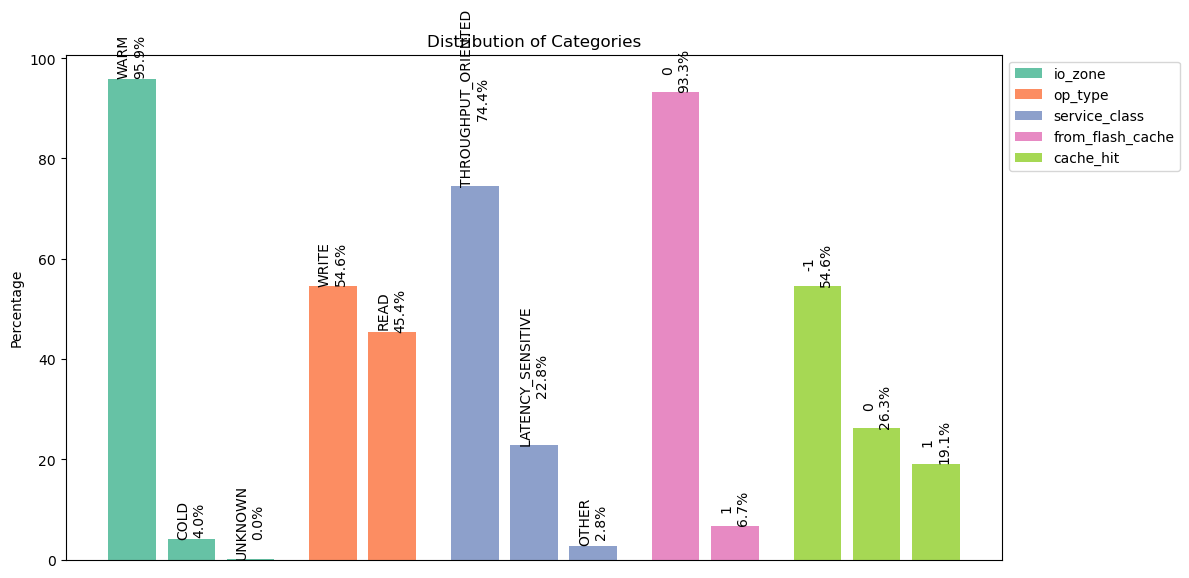 Distribution of Categories
Percentage
100
80
60
40
20
0
WARM
95.9%
COLD
4.0%
UNKNOWN
0.0%
WRITE
54.6%
READ
45.4%
THROUGHPUT_ORIENTED
74.4%
LATENCY_SENSITIVE
22.8%
OTHER
2.8%
0
93.3%
1
6.7%
-1
54.6%
0
26.3%
1
19.1%
io_zone
op_type
service_class
from_flash_cache
cache_hit